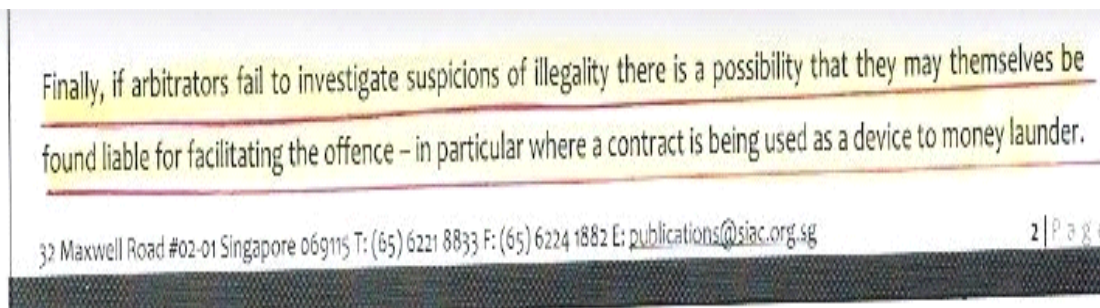 Finally, if arbitrators fail to investigate suspicions of illegality there is a possibility that they may themselves be
found liable for facilitating the offence – in particular where a contract is being used as a device to money launder.
32 Maxwell Road #02-01 Singapore 069115 T: (65) 6221 8833 F: (65) 6224 1882 E: publications@siac.org.sg 2 | Page